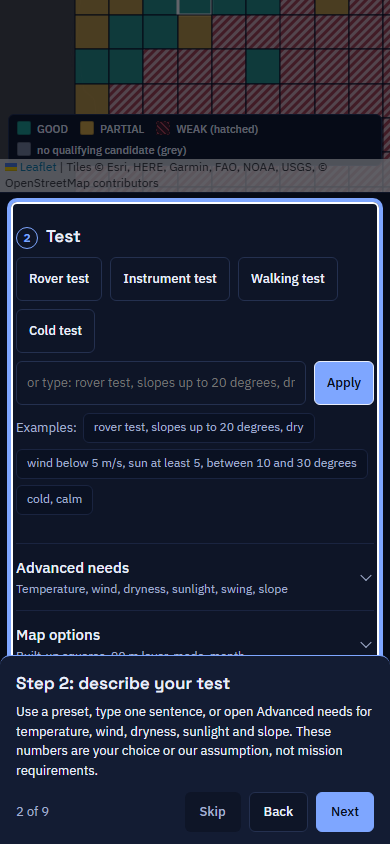 GOOD PARTIAL WEAK (hatched)
no qualifying candidate (grey)
Leaflet | Tiles © Esri, HERE, Garmin, FAO, NOAA, USGS, ©
OpenStreetMap contributors
2 Test
Rover test Instrument test Walking test
Cold test
or type: rover test, slopes up to 20 degrees, dr Apply
Examples: rover test, slopes up to 20 degrees, dry
wind below 5 m/s, sun at least 5, between 10 and 30 degrees
cold, calm
Advanced needs
Temperature, wind, dryness, sunlight, swing, slope
Map options
Step 2: describe your test
Use a preset, type one sentence, or open Advanced needs for
temperature, wind, dryness, sunlight and slope. These
numbers are your choice or our assumption, not mission
requirements.
2 of 9 Skip Back Next